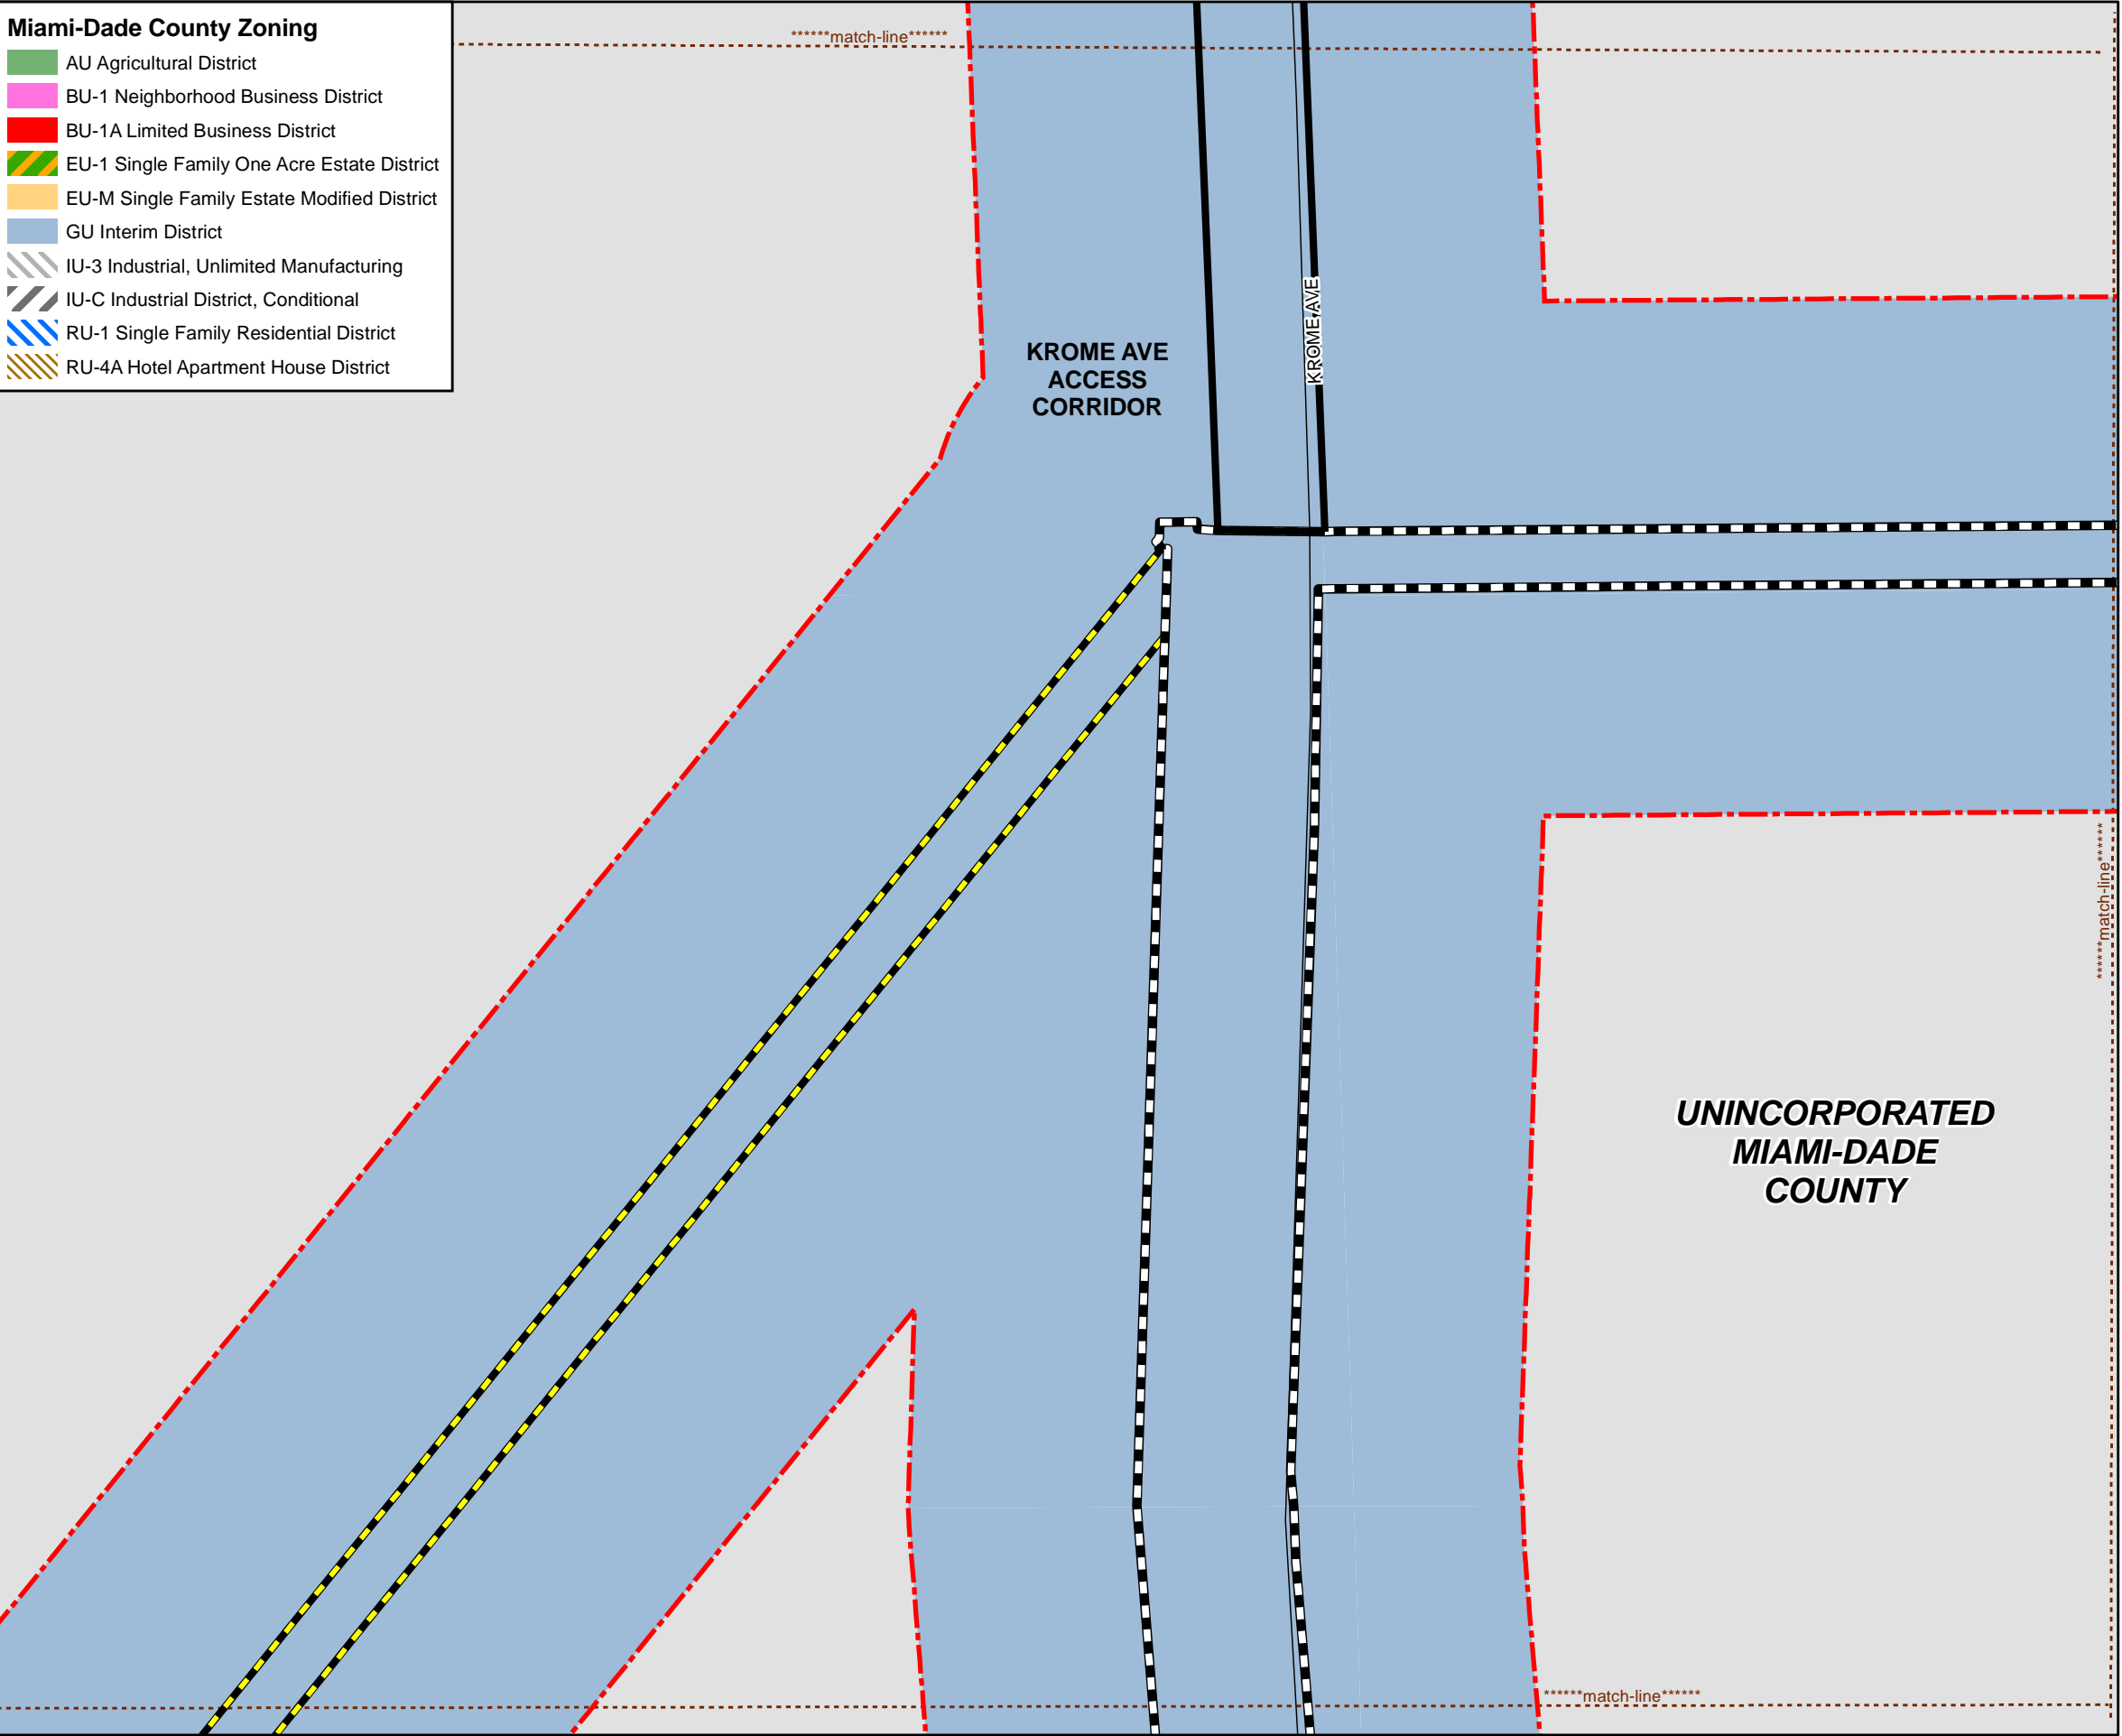 Miami-Dade County Zoning
AU Agricultural District
BU-1 Neighborhood Business District
BU-1A Limited Business District
EU-1 Single Family One Acre Estate District
EU-M Single Family Estate Modified District
GU Interim District
IU-3 Industrial, Unlimited Manufacturing
IU-C Industrial District, Conditional
RU-1 Single Family Residential District
RU-4A Hotel Apartment House District
******match-line******
KROME AVE
ACCESS
CORRIDOR
KROME AVE
******match-line******
UNINCORPORATED
MIAMI-DADE
COUNTY
******match-line******